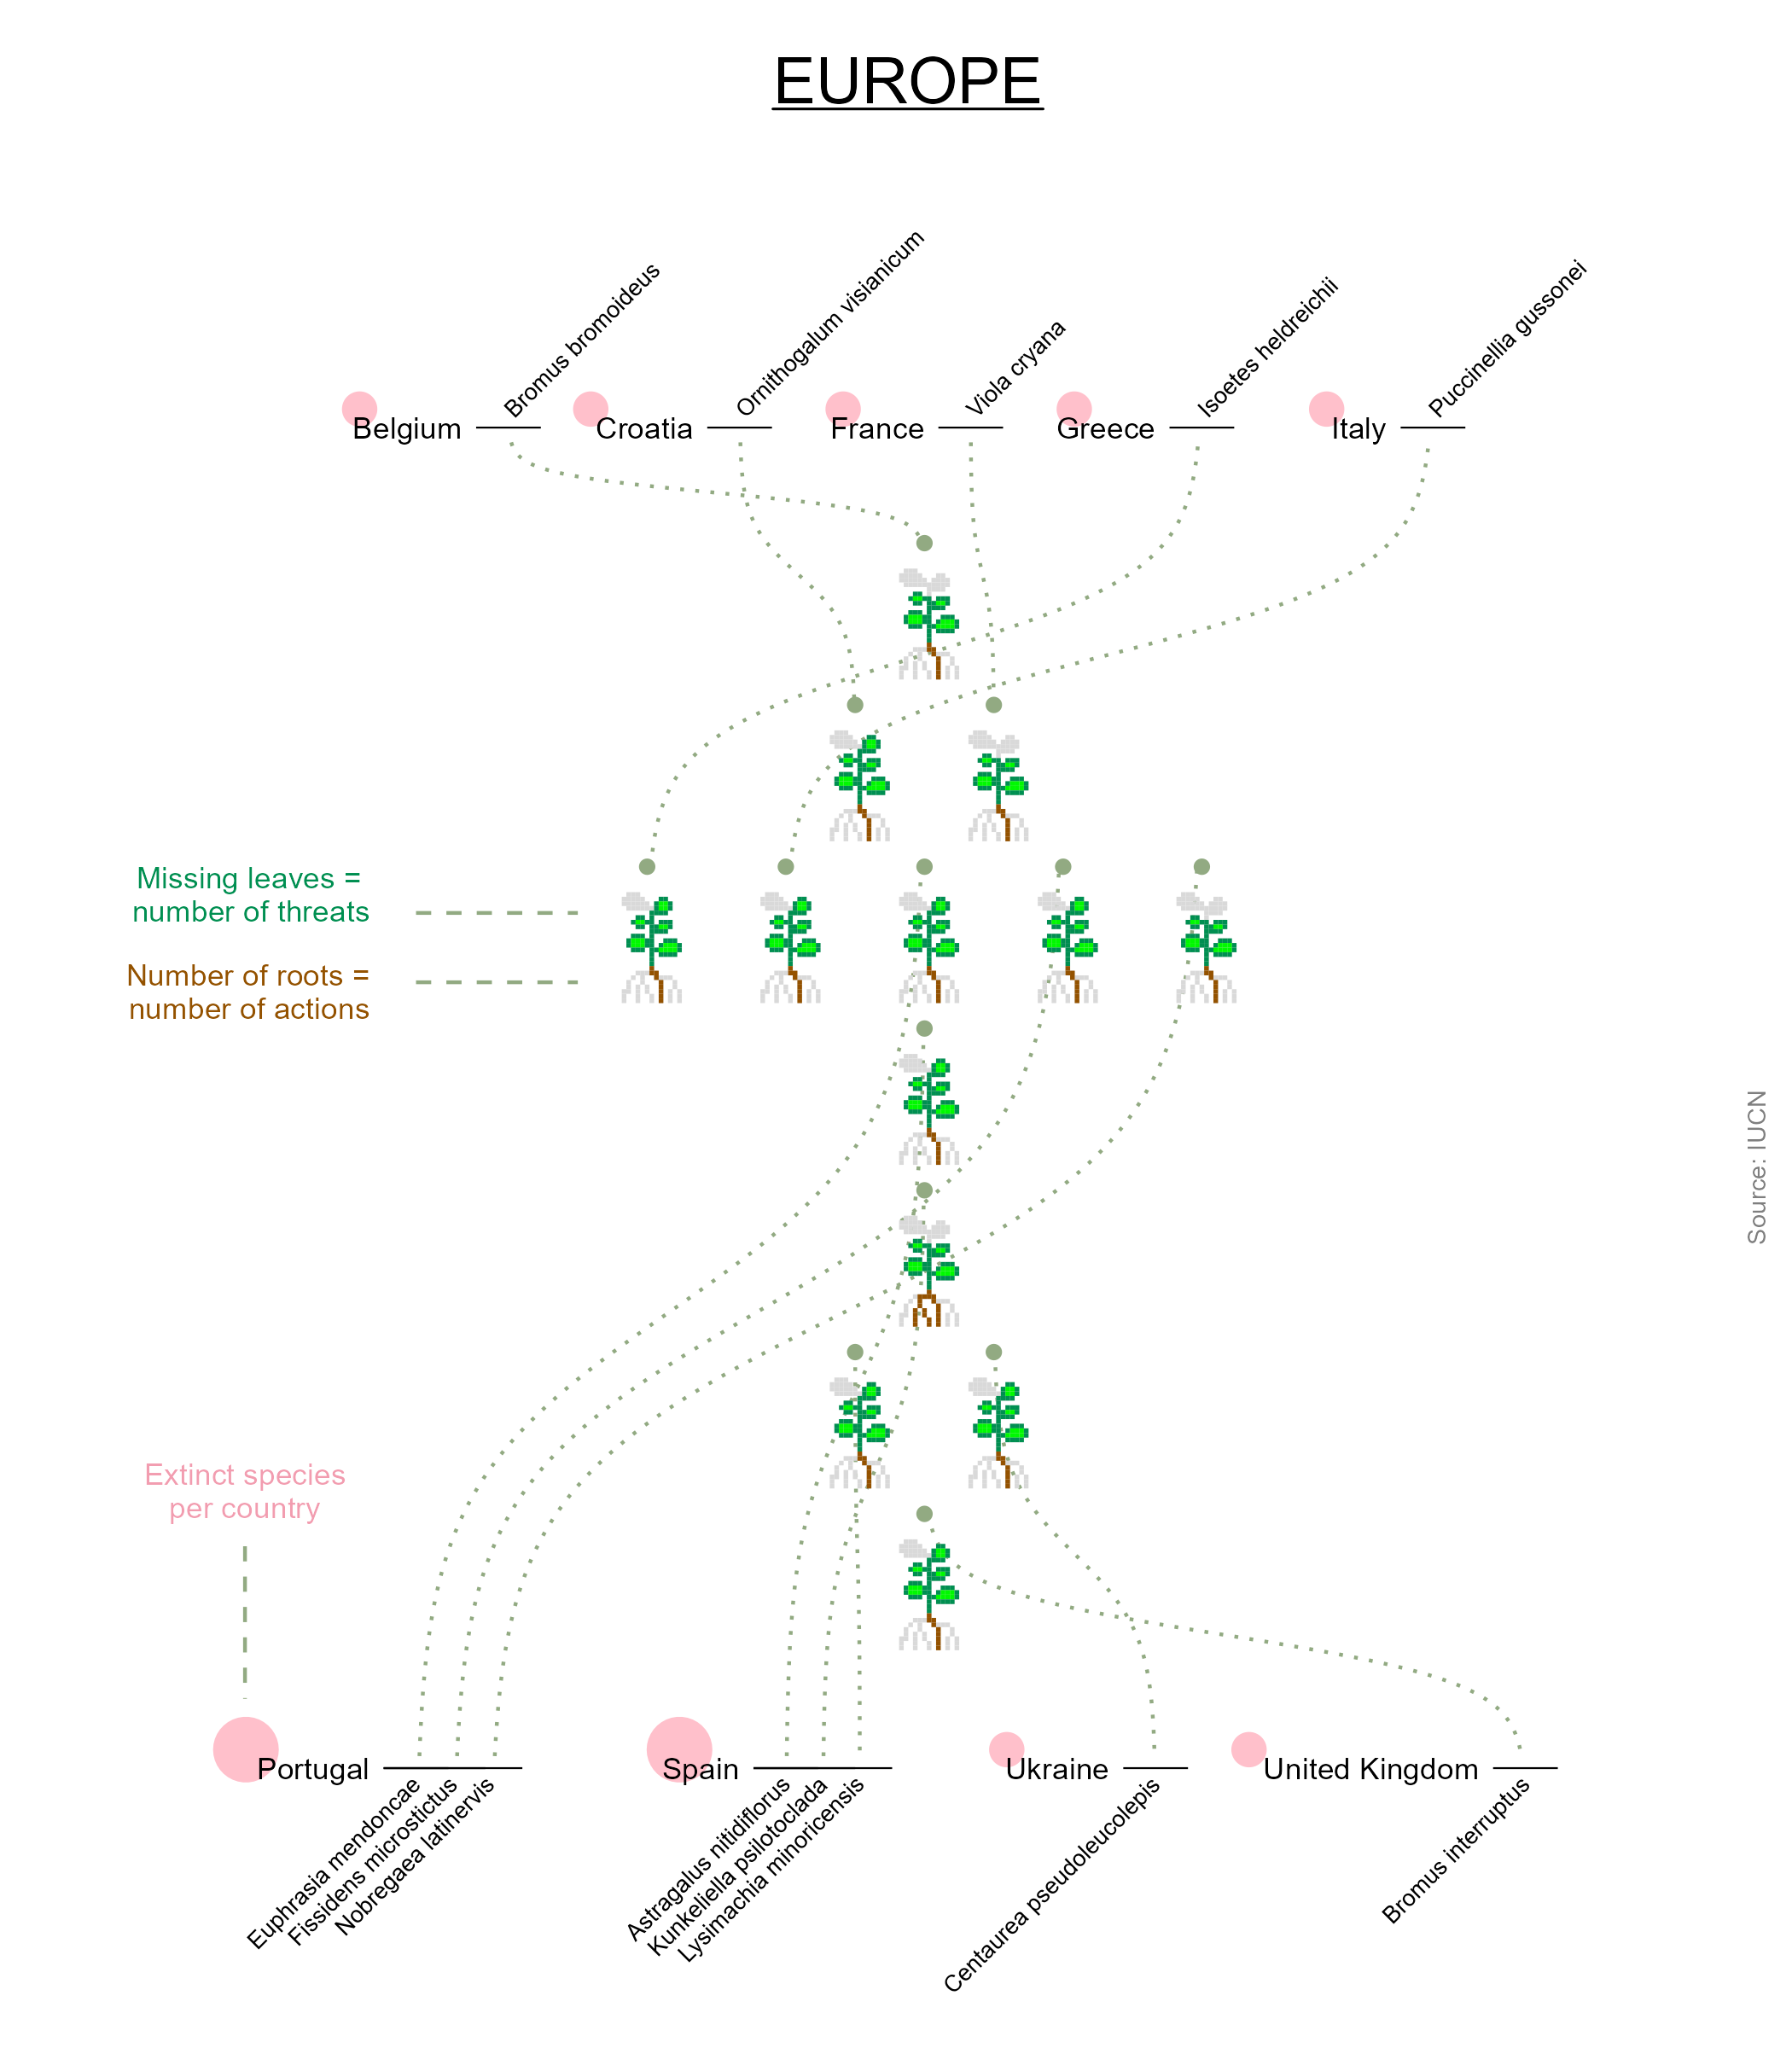 EUROPE
Bromus bromoideus
Ornithogalum visianicum
Viola cryana
Isoetes heldreichii
Puccinellia gussonei
Belgium
Croatia
France
Greece
Italy
Missing leaves =
number of threats
Number of roots =
number of actions
Source: IUCN
Extinct species
per country
Portugal
Spain
Ukraine
United Kingdom
Euphrasia mendoncae
Fissidens microstictus
Nobregaea latinervis
Astragalus nitidiflorus
Kunkeliella psilotoclada
Lysimachia minoricensis
Centaurea pseudoleucolepis
Bromus interruptus